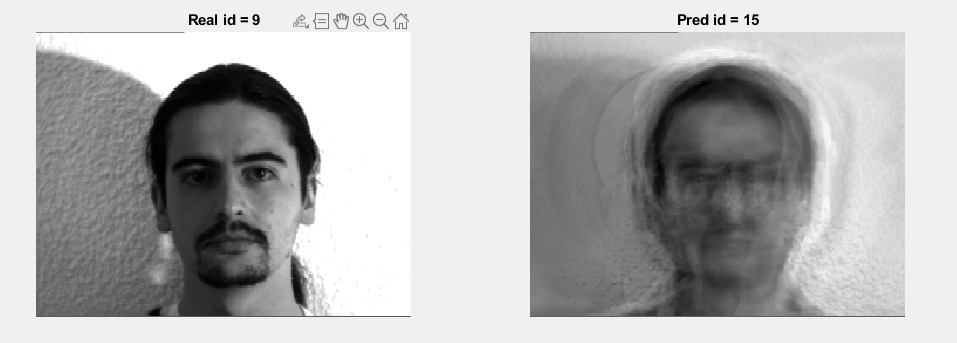 Real id = 9
Pred id = 15